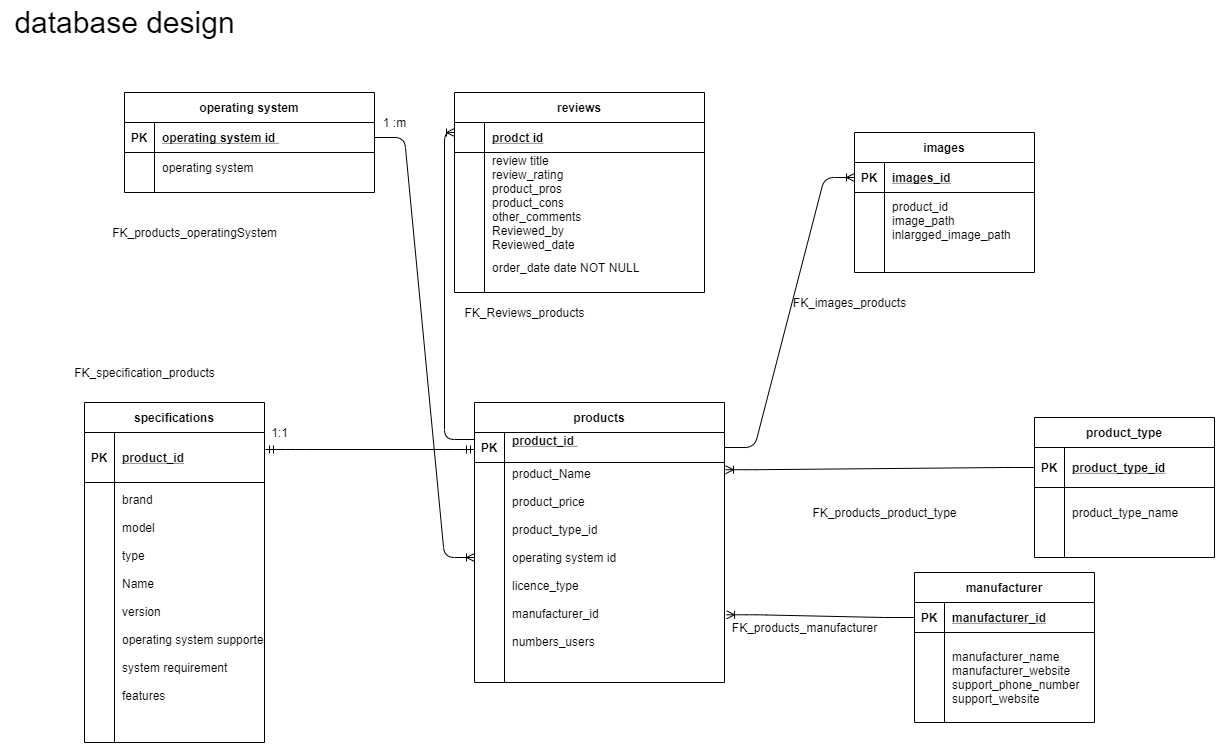 database design
operating system
PK operating system id
operating system
1 :m
FK_products_operatingSystem
reviews
prodct id
review title
review_rating
product_pros
product_cons
other_comments
Reviewed_by
Reviewed_date
order_date date NOT NULL
FK_Reviews_products
images
PK images_id
product_id
image_path
inlargged_image_path
FK_images_products
FK_specification_products
specifications
PK product_id
brand
model
type
Name
version
operating system supporte
system requirement
features
1:1
products
PK product_id
product_Name
product_price
product_type_id
operating system id
licence_type
manufacturer_id
numbers_users
product_type
PK product_type_id
product_type_name
FK_products_product_type
manufacturer
PK manufacturer_id
manufacturer_name
manufacturer_website
support_phone_number
support_website
FK_products_manufacturer